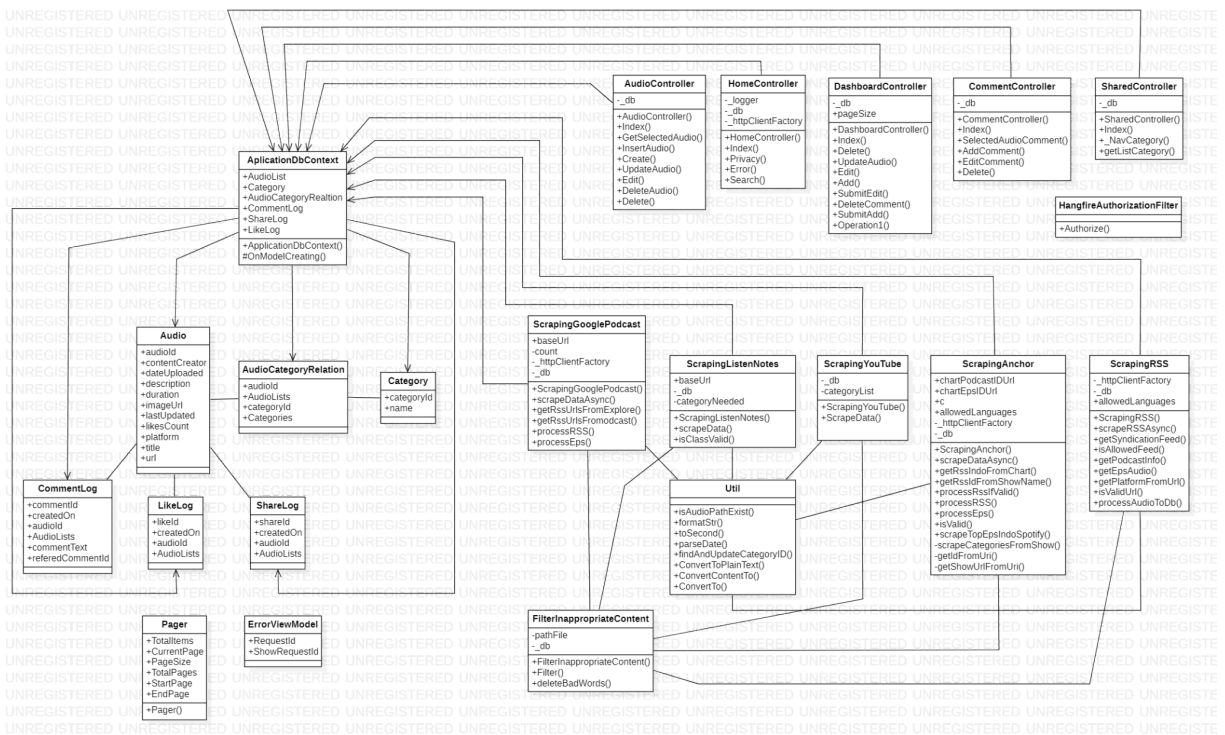 AudioController
-_db
+AudioController()
+Index()
+GetSelectedAudio()
+InsertAudio()
+Create()
+UpdateAudio()
+Edit()
+DeleteAudio()
+Delete()
HomeController
-_logger
-_db
-_httpClientFactory
+HomeController()
+Index()
+Privacy()
+Error()
+Search()
DashboardController
-_db
+pageSize
+DashboardController()
+Index()
+Delete()
+UpdateAudio()
+Edit()
+Add()
+SubmitEdit()
+DeleteComment()
+SubmitAdd()
+Operation1()
CommentController
-_db
+CommentController()
+Index()
+SelectedAudioComment()
+AddComment()
+EditComment()
+Delete()
SharedController
-_db
+SharedController()
+Index()
+_NavCategory()
+getListCategory()
HangfireAuthorizationFilter
+Authorize()
AplicationDbContext
+AudioList
+Category
+AudioCategoryRealtion
+CommentLog
+ShareLog
+LikeLog
+ApplicationDbContext()
#OnModelCreating()
Audio
+audioId
+contentCreator
+dateUploaded
+description
+duration
+imageUrl
+lastUpdated
+likesCount
+platform
+title
+url
AudioCategoryRelation
+audioId
+AudioLists
+categoryId
+Categories
Category
+categoryId
+name
CommentLog
+commentId
+createdOn
+audioId
+AudioLists
+commentText
+referedCommentId
LikeLog
+likeId
+createdOn
+audioId
+AudioLists
ShareLog
+shareId
+createdOn
+audioId
+AudioLists
Pager
+TotalItems
+CurrentPage
+PageSize
+TotalPages
+StartPage
+EndPage
+Pager()
ErrorViewModel
+RequestId
+ShowRequestId
ScrapingGooglePodcast
+baseUrl
-count
-_httpClientFactory
-_db
+ScrapingGooglePodcast()
+scrapeDataAsync()
+getRssUrlsFromExplore()
+getRssUrlsFromodcast()
+processRSS()
+processEps()
ScrapingListenNotes
+baseUrl
-_db
-categoryNeeded
+ScrapingListenNotes()
+scrapeData()
+isClassValid()
ScrapingYouTube
-_db
-categoryList
+ScrapingYouTube()
+ScrapeData()
ScrapingAnchor
+chartPodcastIDUrl
+chartEpsIDUrl
+c
+allowedLanguages
-_httpClientFactory
-_db
+ScrapingAnchor()
+scrapeDataAsync()
+getRssIndoFromChart()
+getRssIdFromShowName()
+processRssIfValid()
+processRSS()
+processEps()
+isValid()
+scrapeTopEpsIndoSpotify()
-scrapeCategoriesFromShow()
-getIdFromUri()
-getShowUrlFromUri()
ScrapingRSS
-_httpClientFactory
-_db
+allowedLanguages
+ScrapingRSS()
+scrapeRSSAsync()
+getSyndicationFeed()
+isAllowedFeed()
+getPodcastInfo()
+getEpsAudio()
+getPlatformFromUrl()
+isValidUrl()
+processAudioToDb()
Util
+isAudioPathExist()
+formatStr()
+toSecond()
+parseDate()
+findAndUpdateCategoryID()
+ConvertToPlainText()
+ConvertContentTo()
+ConvertTo()
FilterInappropriateContent
-pathFile
-_db
+FilterInappropriateContent()
+Filter()
+deleteBadWords()